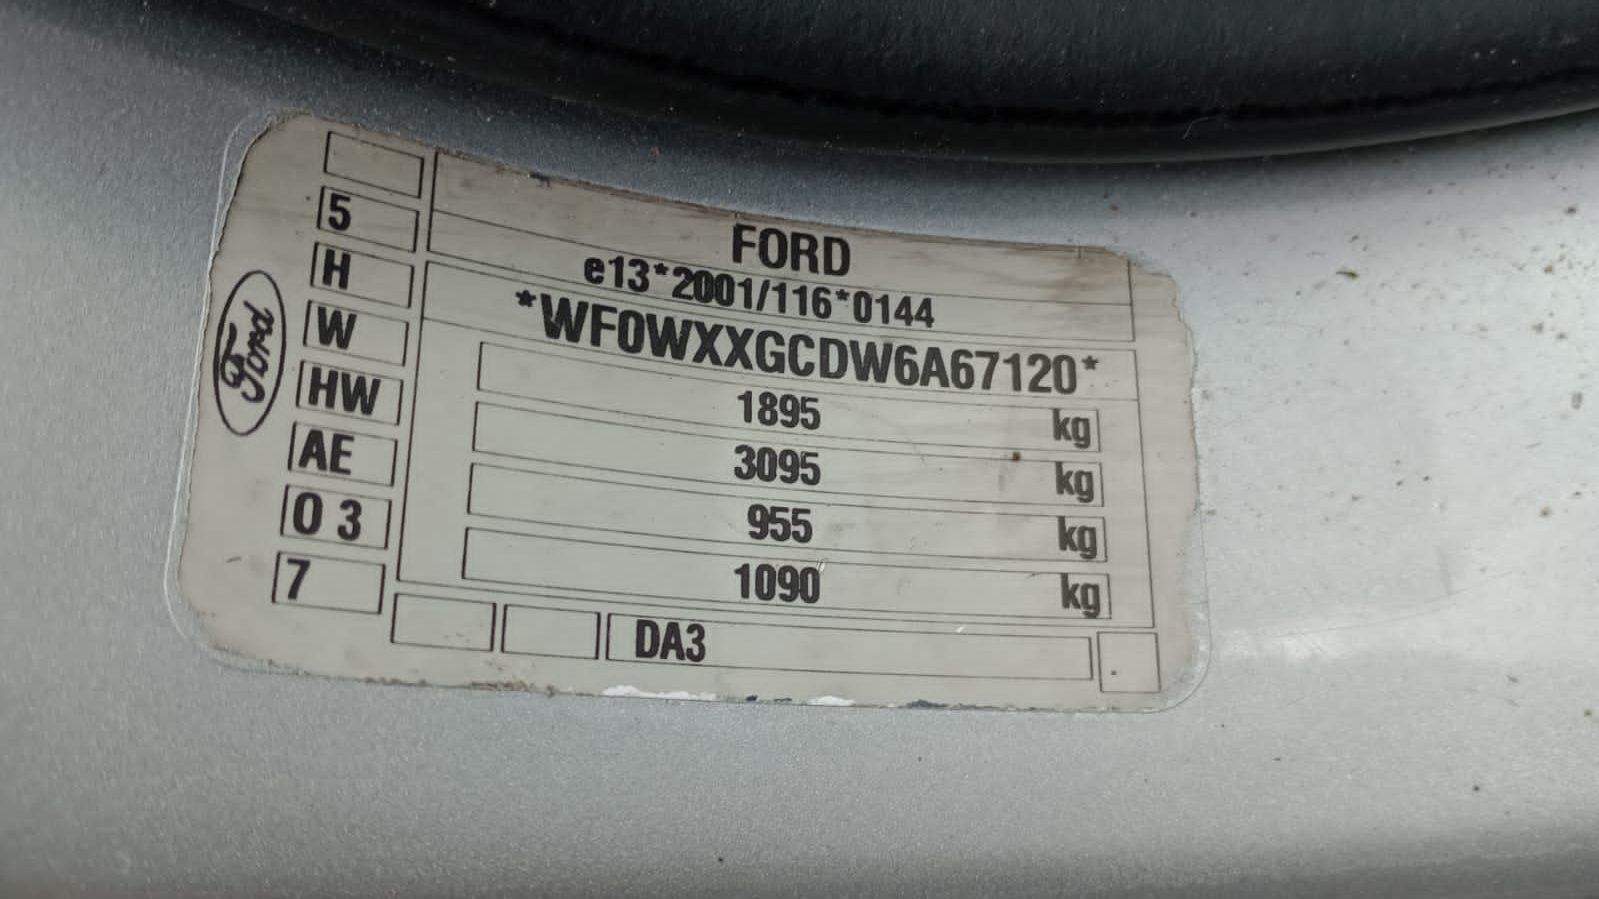 FORD
e13*2001/116*0144
*WF0WXXGCDW6A67120*
1895 kg
3095 kg
955 kg
1090 kg
DA3
5
H
W
HW
AE
0 3
7
Ford